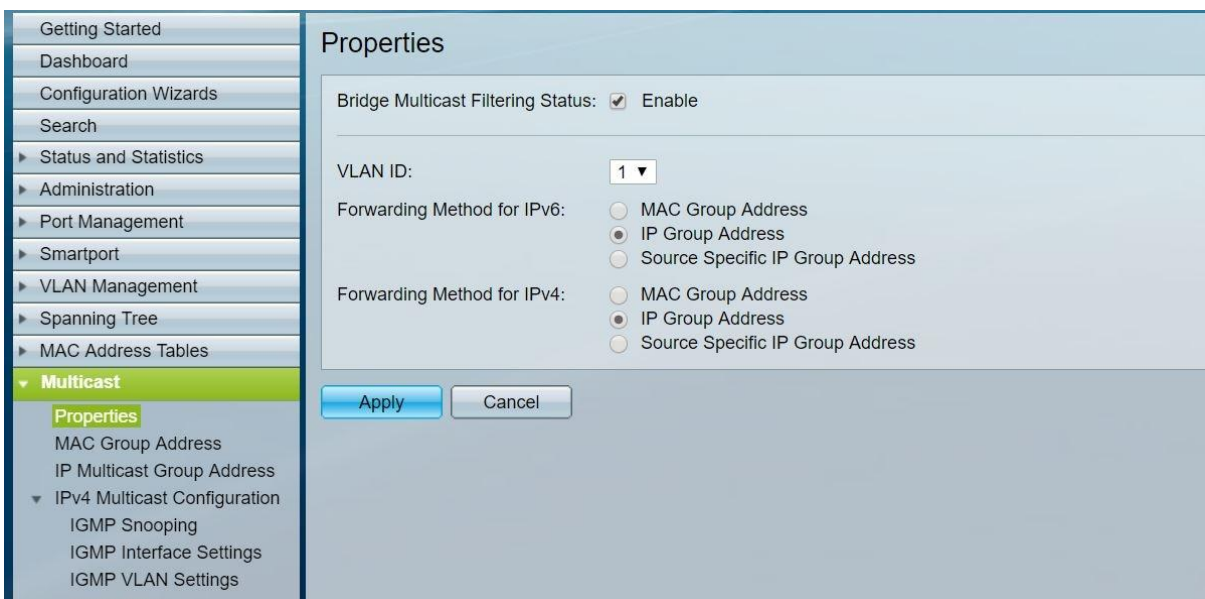 Getting Started
Dashboard
Configuration Wizards
Search
Status and Statistics
Administration
Port Management
Smartport
VLAN Management
Spanning Tree
MAC Address Tables
Multicast
Properties
MAC Group Address
IP Multicast Group Address
IPv4 Multicast Configuration
IGMP Snooping
IGMP Interface Settings
IGMP VLAN Settings
Properties
Bridge Multicast Filtering Status: Enable
VLAN ID: 1
Forwarding Method for IPv6: MAC Group Address
IP Group Address
Source Specific IP Group Address
Forwarding Method for IPv4: MAC Group Address
IP Group Address
Source Specific IP Group Address
Apply Cancel